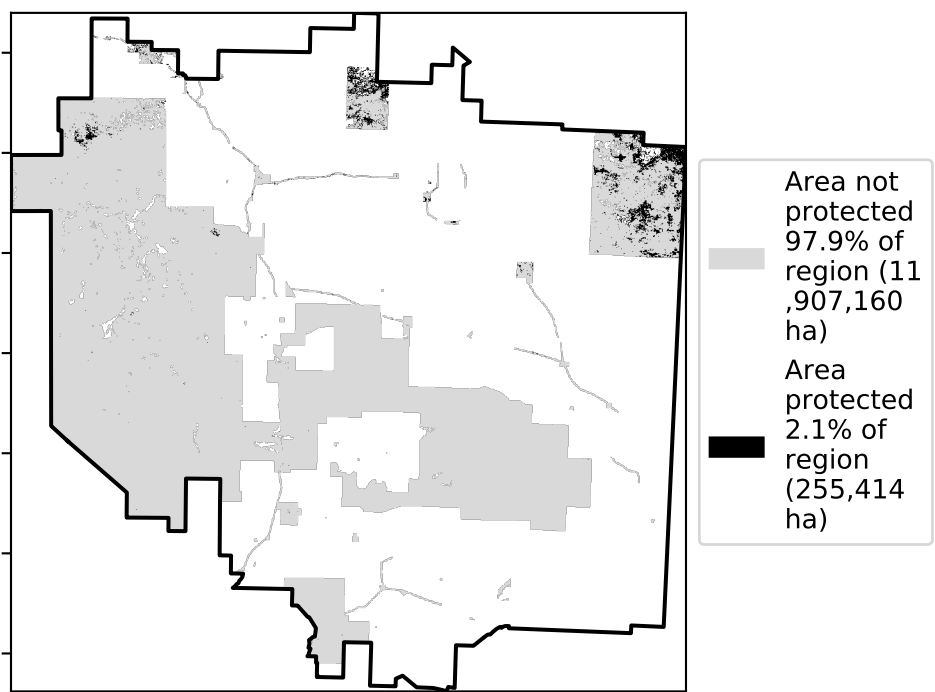 Area not
protected
97.9% of
region (11
,907,160
ha)
Area
protected
2.1% of
region
(255,414
ha)